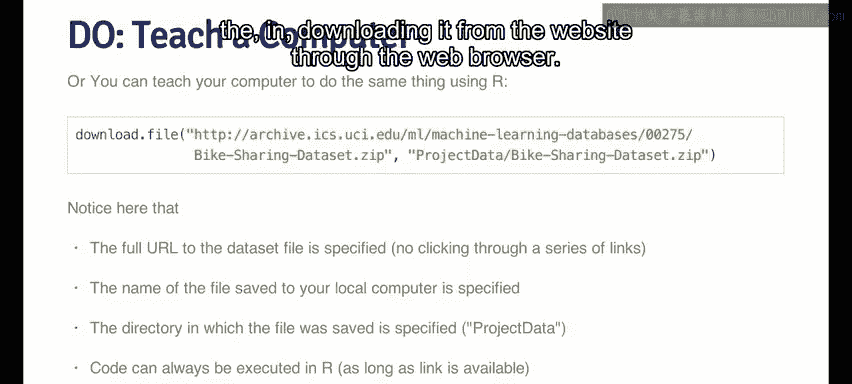 DO: Teach a Computer
the, in, downloading it from the website
through the web browser.
Or You can teach your computer to do the same thing using R:
download.file("http://archive.ics.uci.edu/ml/machine-learning-databases/00275/
Bike-Sharing-Dataset.zip", "ProjectData/Bike-Sharing-Dataset.zip")
Notice here that
· The full URL to the dataset file is specified (no clicking through a series of links)
· The name of the file saved to your local computer is specified
· The directory in which the file was saved is specified ("ProjectData")
· Code can always be executed in R (as long as link is available)